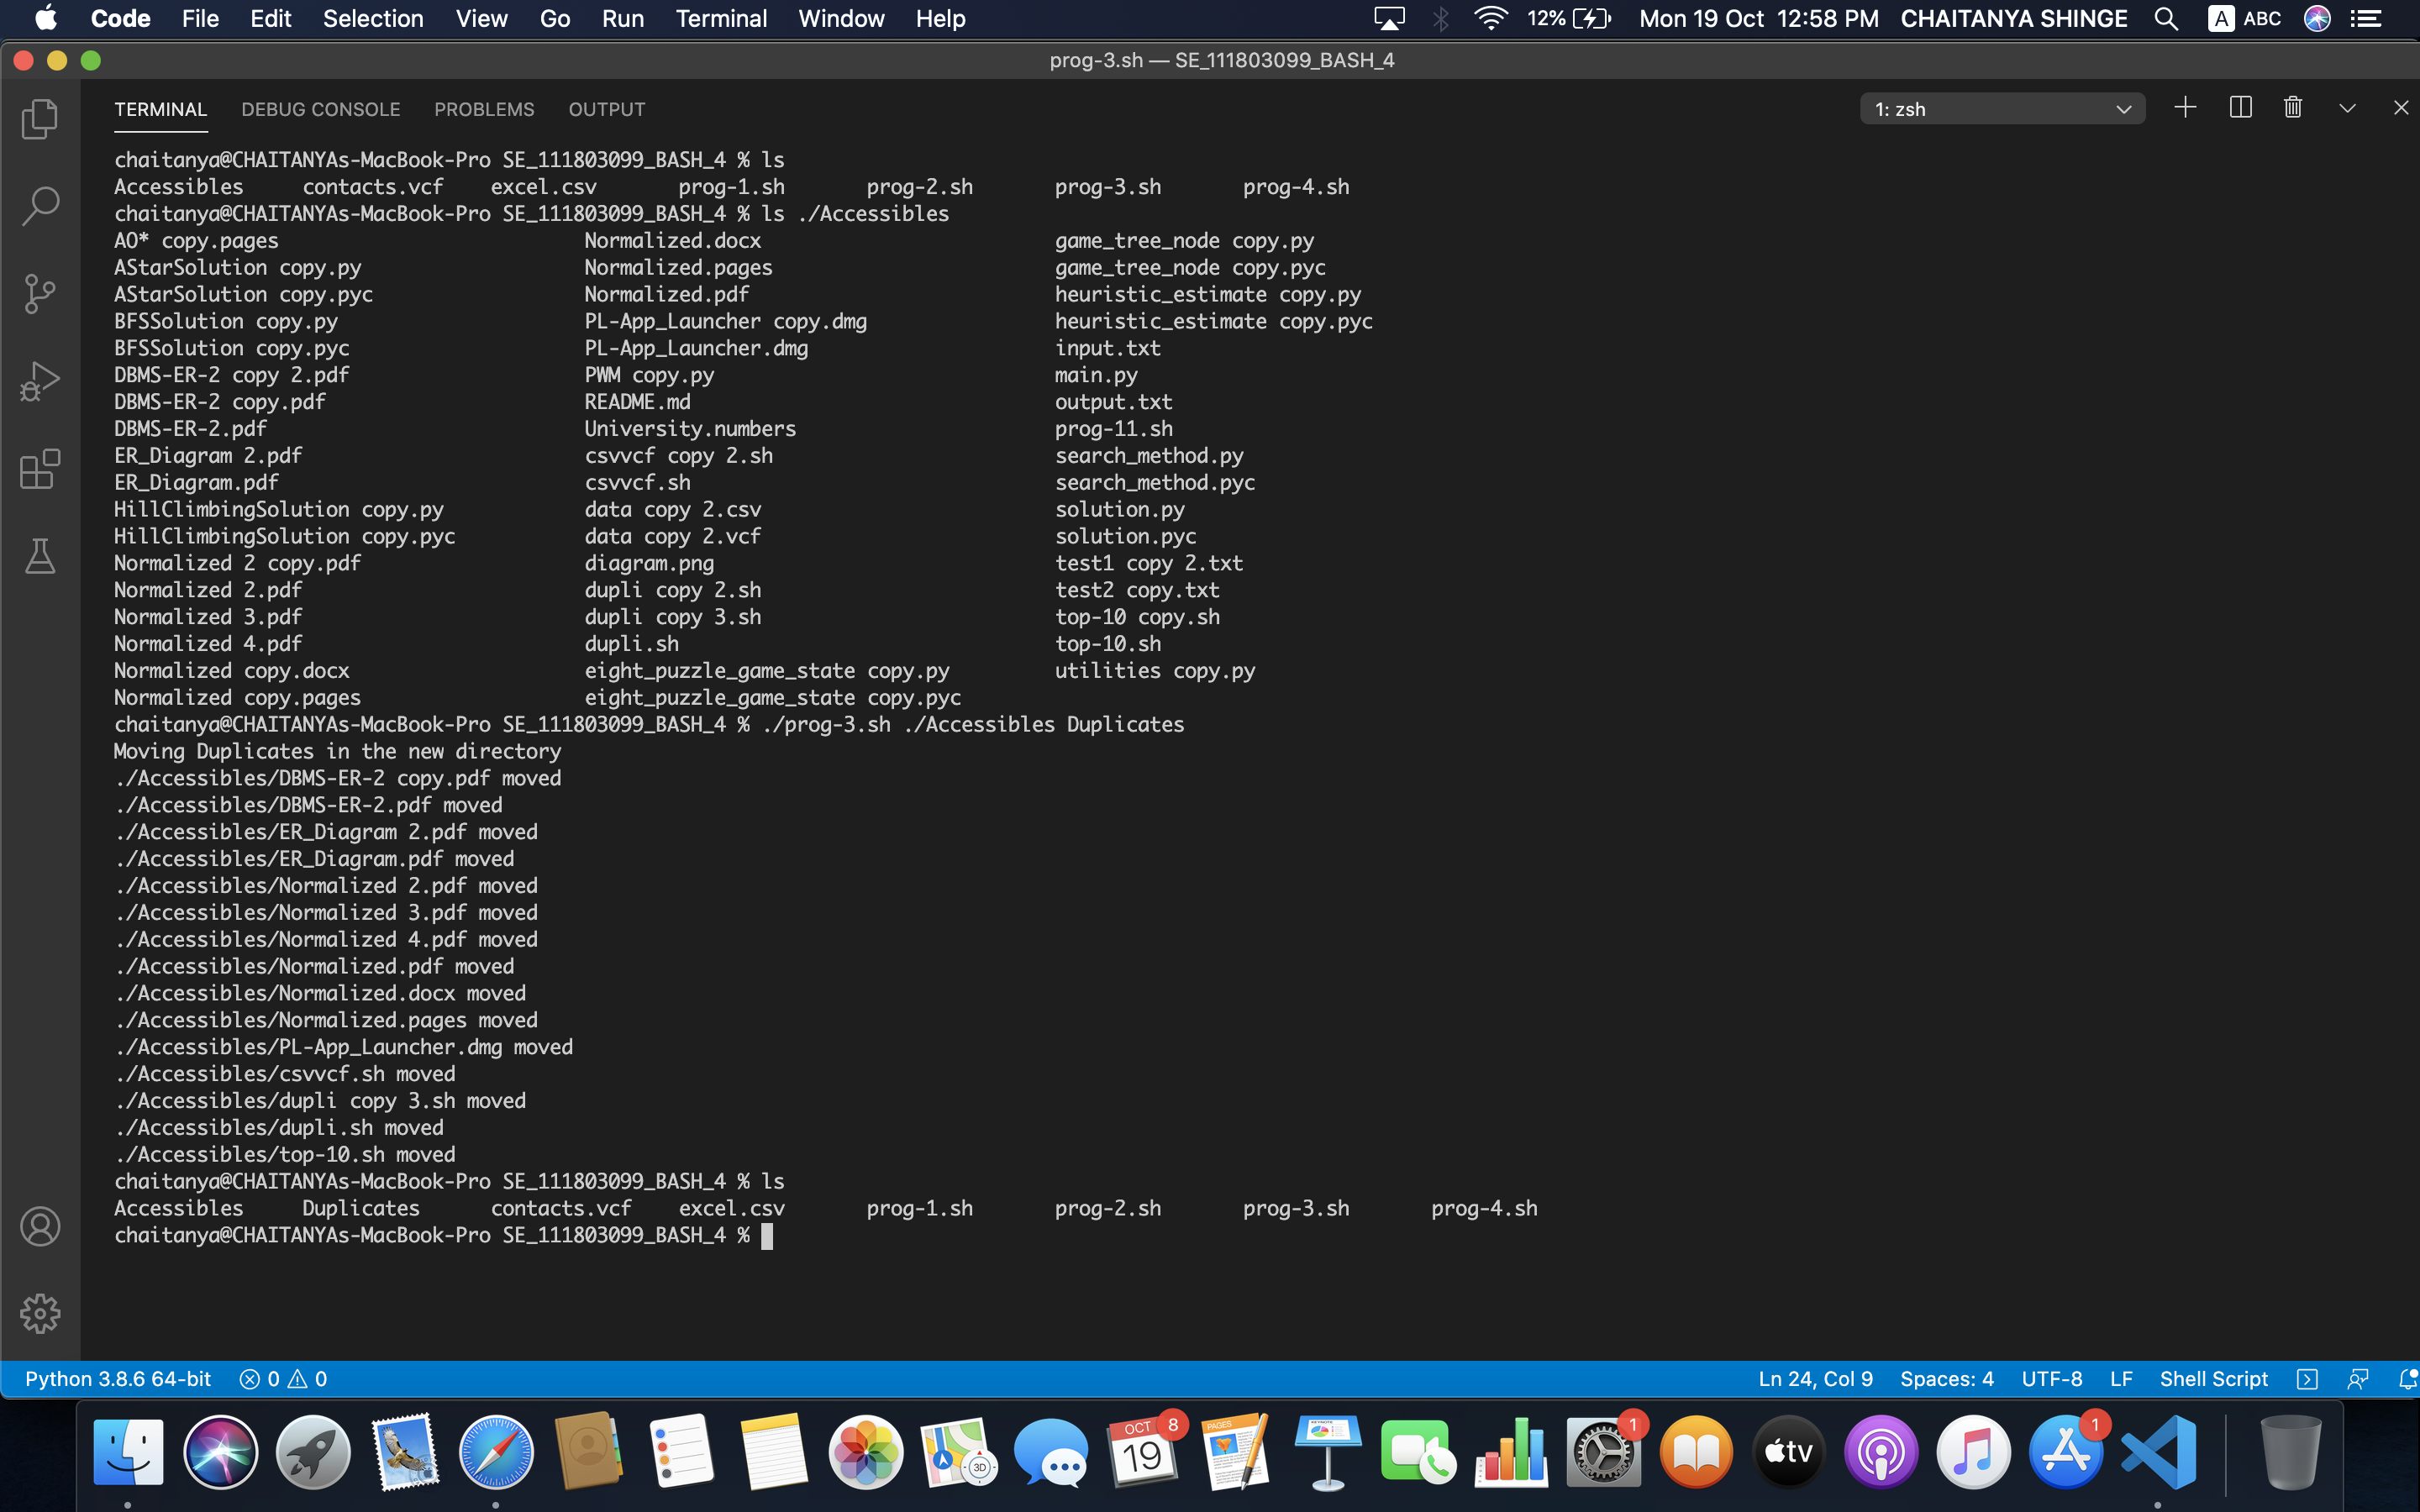 Code File Edit Selection View Go Run Terminal Window Help 12% Mon 19 Oct 12:58 PM CHAITANYA SHINGE A ABC
prog-3.sh — SE_111803099_BASH_4
TERMINAL DEBUG CONSOLE PROBLEMS OUTPUT 1: zsh
chaitanya@CHAITANYAs-MacBook-Pro SE_111803099_BASH_4 % ls
Accessibles contacts.vcf excel.csv prog-1.sh prog-2.sh prog-3.sh prog-4.sh
chaitanya@CHAITANYAs-MacBook-Pro SE_111803099_BASH_4 % ls ./Accessibles
AO* copy.pages Normalized.docx game_tree_node copy.py
AStarSolution copy.py Normalized.pages game_tree_node copy.pyc
AStarSolution copy.pyc Normalized.pdf heuristic_estimate copy.py
BFSSolution copy.py PL-App_Launcher copy.dmg heuristic_estimate copy.pyc
BFSSolution copy.pyc PL-App_Launcher.dmg input.txt
DBMS-ER-2 copy 2.pdf PWM copy.py main.py
DBMS-ER-2 copy.pdf README.md output.txt
DBMS-ER-2.pdf University.numbers prog-11.sh
ER_Diagram 2.pdf csvvcf copy 2.sh search_method.py
ER_Diagram.pdf csvvcf.sh search_method.pyc
HillClimbingSolution copy.py data copy 2.csv solution.py
HillClimbingSolution copy.pyc data copy 2.vcf solution.pyc
Normalized 2 copy.pdf diagram.png test1 copy 2.txt
Normalized 2.pdf dupli copy 2.sh test2 copy.txt
Normalized 3.pdf dupli copy 3.sh top-10 copy.sh
Normalized 4.pdf dupli.sh top-10.sh
Normalized copy.docx eight_puzzle_game_state copy.py utilities copy.py
Normalized copy.pages eight_puzzle_game_state copy.pyc
chaitanya@CHAITANYAs-MacBook-Pro SE_111803099_BASH_4 % ./prog-3.sh ./Accessibles Duplicates
Moving Duplicates in the new directory
./Accessibles/DBMS-ER-2 copy.pdf moved
./Accessibles/DBMS-ER-2.pdf moved
./Accessibles/ER_Diagram 2.pdf moved
./Accessibles/ER_Diagram.pdf moved
./Accessibles/Normalized 2.pdf moved
./Accessibles/Normalized 3.pdf moved
./Accessibles/Normalized 4.pdf moved
./Accessibles/Normalized.pdf moved
./Accessibles/Normalized.docx moved
./Accessibles/Normalized.pages moved
./Accessibles/PL-App_Launcher.dmg moved
./Accessibles/csvvcf.sh moved
./Accessibles/dupli copy 3.sh moved
./Accessibles/dupli.sh moved
./Accessibles/top-10.sh moved
chaitanya@CHAITANYAs-MacBook-Pro SE_111803099_BASH_4 % ls
Accessibles Duplicates contacts.vcf excel.csv prog-1.sh prog-2.sh prog-3.sh prog-4.sh
chaitanya@CHAITANYAs-MacBook-Pro SE_111803099_BASH_4 %
Python 3.8.6 64-bit 0 0 Ln 24, Col 9 Spaces: 4 UTF-8 LF Shell Script
3D OCT 19 8 PAGES KEYNOTE 1 tv 1